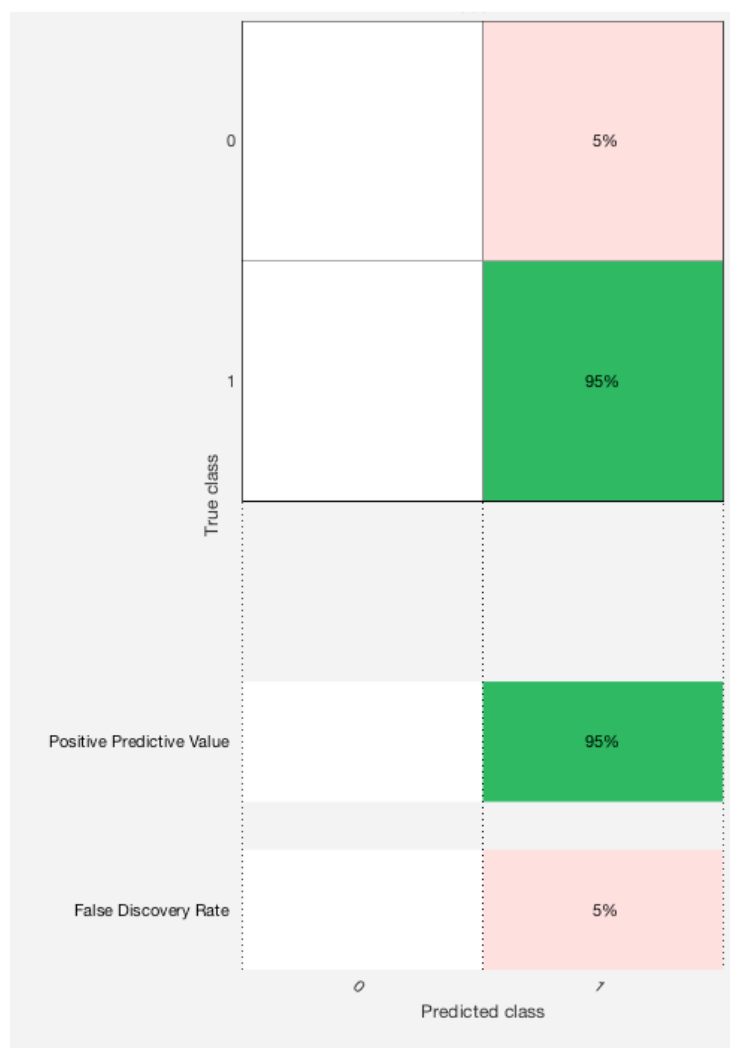 0
5%
1
95%
True class
Positive Predictive Value
95%
False Discovery Rate
5%
0
1
Predicted class